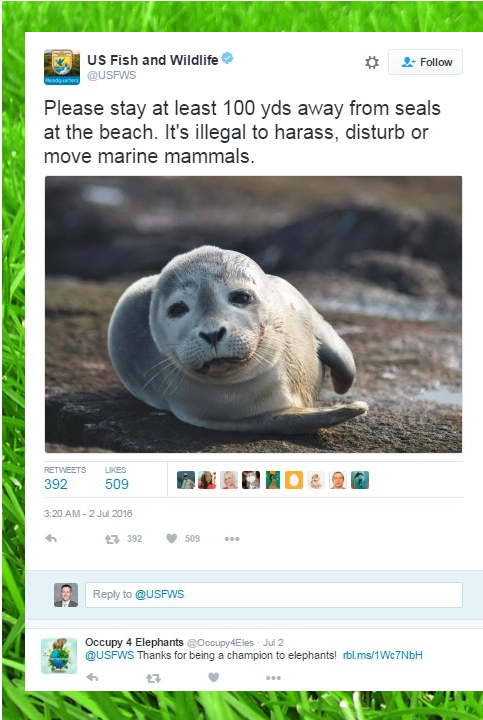 US Fish and Wildlife
@USFWS
Headquarters
Follow
Please stay at least 100 yds away from seals
at the beach. It's illegal to harass, disturb or
move marine mammals.
RETWEETS LIKES
392 509
3:20 AM - 2 Jul 2016
392 509
Reply to @USFWS
Occupy 4 Elephants @Occupy4Eles · Jul 2
@USFWS Thanks for being a champion to elephants! rbl.ms/1Wc7NbH